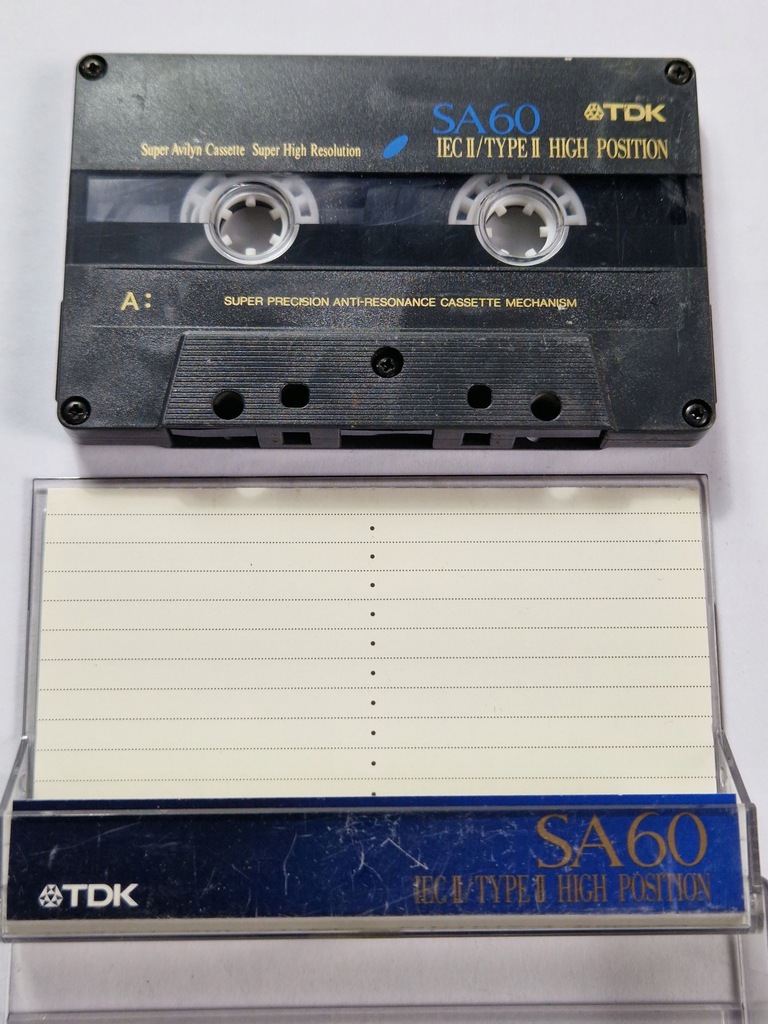 SA60
TDK
Super Avilyn Cassette Super High Resolution
IEC II/TYPE II HIGH POSITION
A:
SUPER PRECISION ANTI-RESONANCE CASSETTE MECHANISM
SA60
TDK
IEC II/TYPE II HIGH POSITION